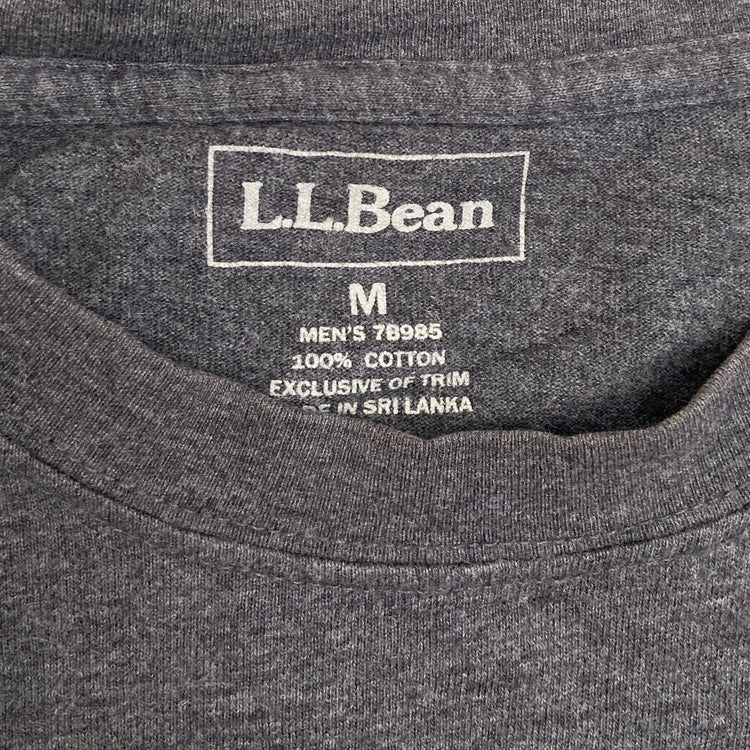 L.L.Bean
M
MEN'S 7B985
100% COTTON
EXCLUSIVE OF TRIM
IN SRI LANKA